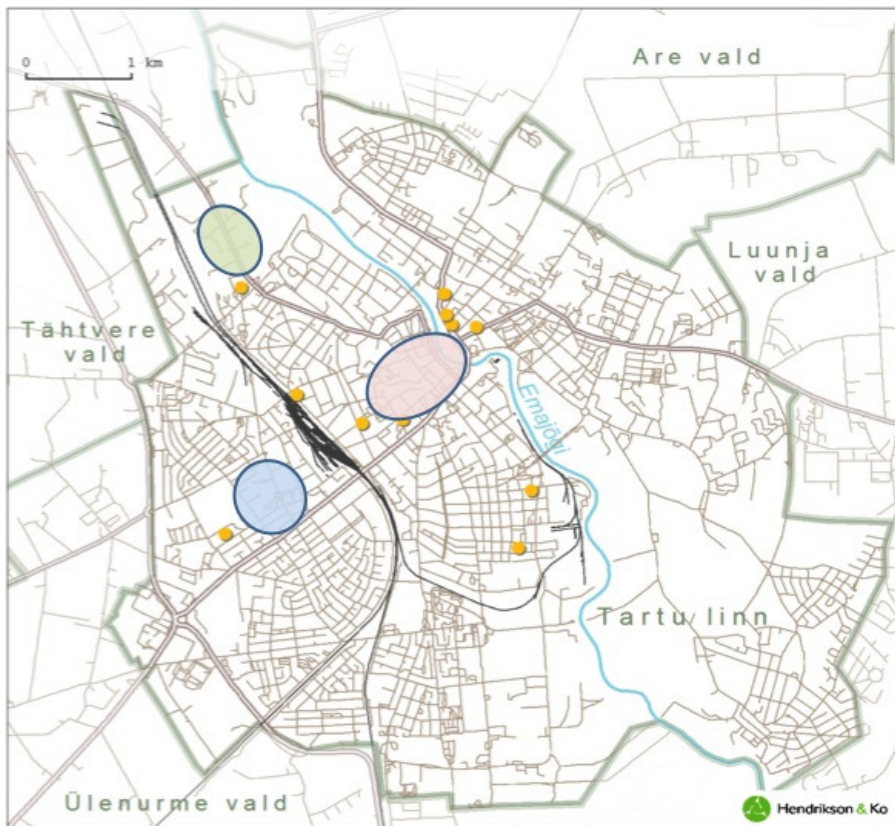 Are vald
0 1 km
Luunja
vald
Tähtvere
vald
Emajõgi
Tartu linn
Ülenurme vald
Hendrikson & Ko